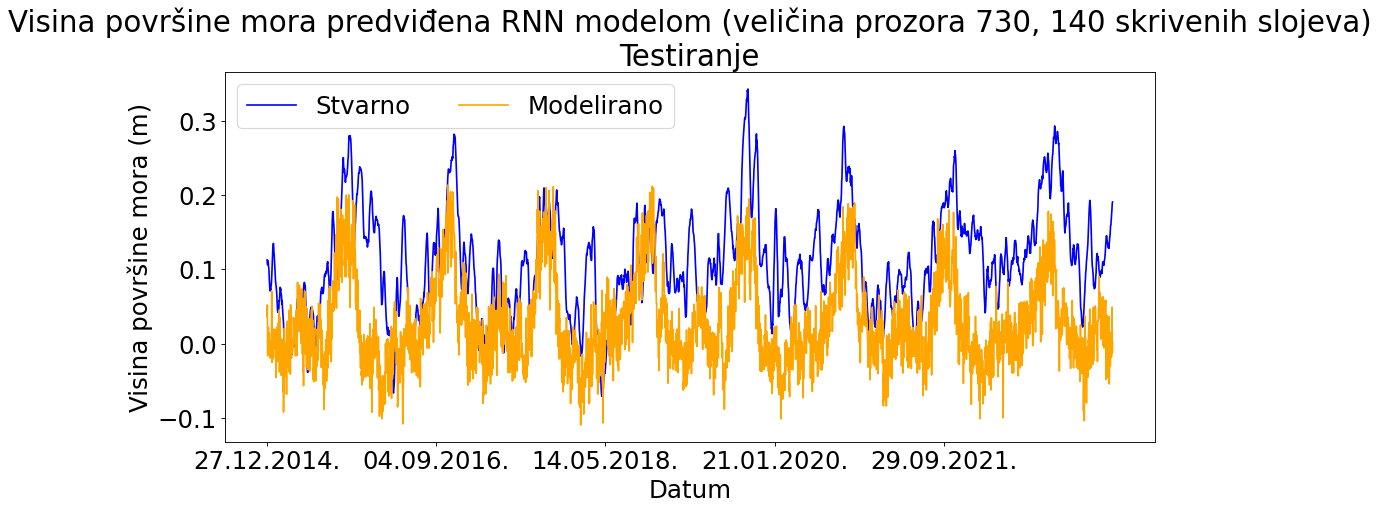 Visina površine mora predviđena RNN modelom (veličina prozora 730, 140 skrivenih slojeva)
Testiranje
Stvarno
Modelirano
Visina površine mora (m)
0.3
0.2
0.1
0.0
−0.1
27.12.2014.
04.09.2016.
14.05.2018.
21.01.2020.
29.09.2021.
Datum